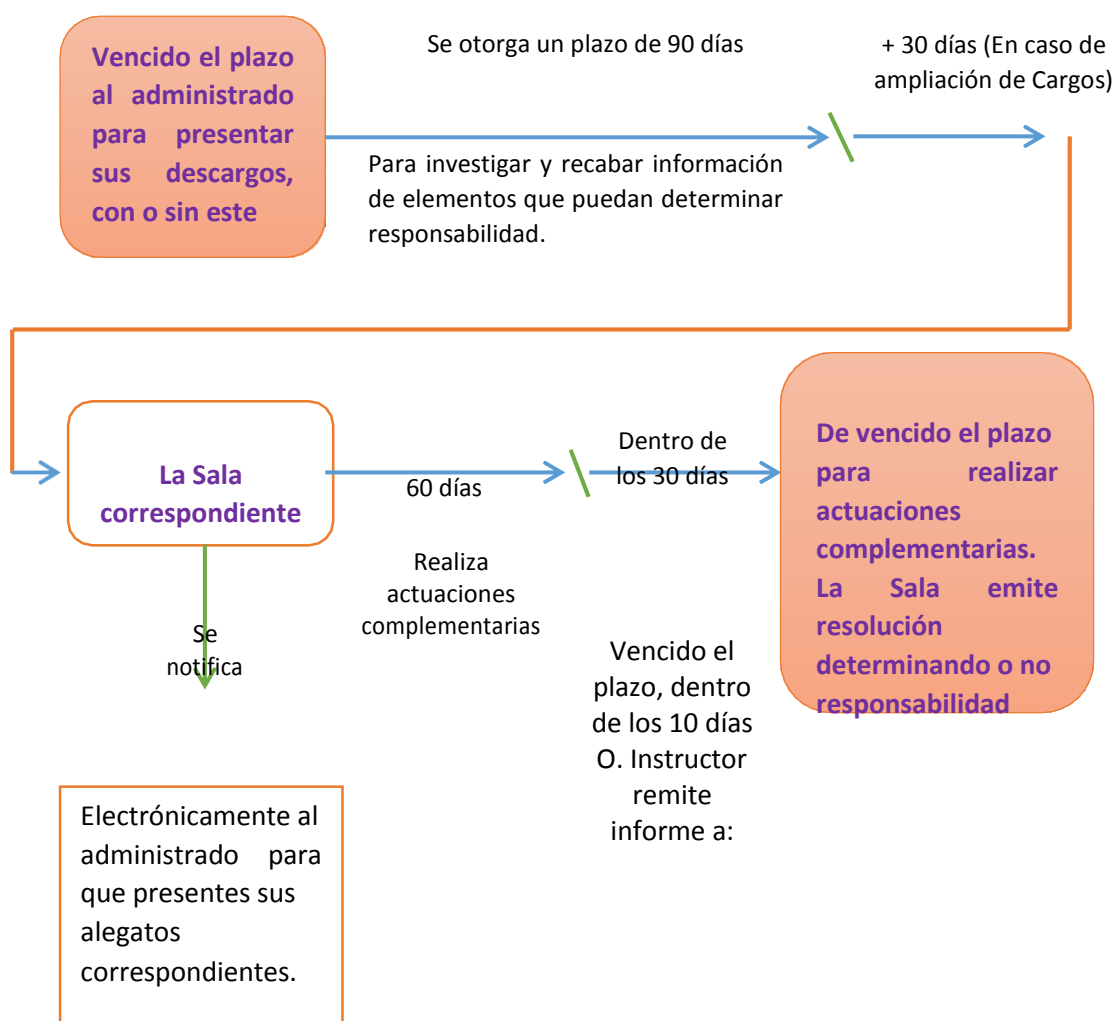 Vencido el plazo
al administrado
para presentar
sus descargos,
con o sin este
Se otorga un plazo de 90 días
+ 30 días (En caso de
ampliación de Cargos)
Para investigar y recabar información
de elementos que puedan determinar
responsabilidad.
La Sala
correspondiente
60 días
Realiza
actuaciones
complementarias
Dentro de
los 30 días
De vencido el plazo
para realizar
actuaciones
complementarias.
La Sala emite
resolución
determinando o no
responsabilidad
Se
notifica
Vencido el
plazo, dentro
de los 10 días
O. Instructor
remite
informe a:
Electrónicamente al
administrado para
que presentes sus
alegatos
correspondientes.